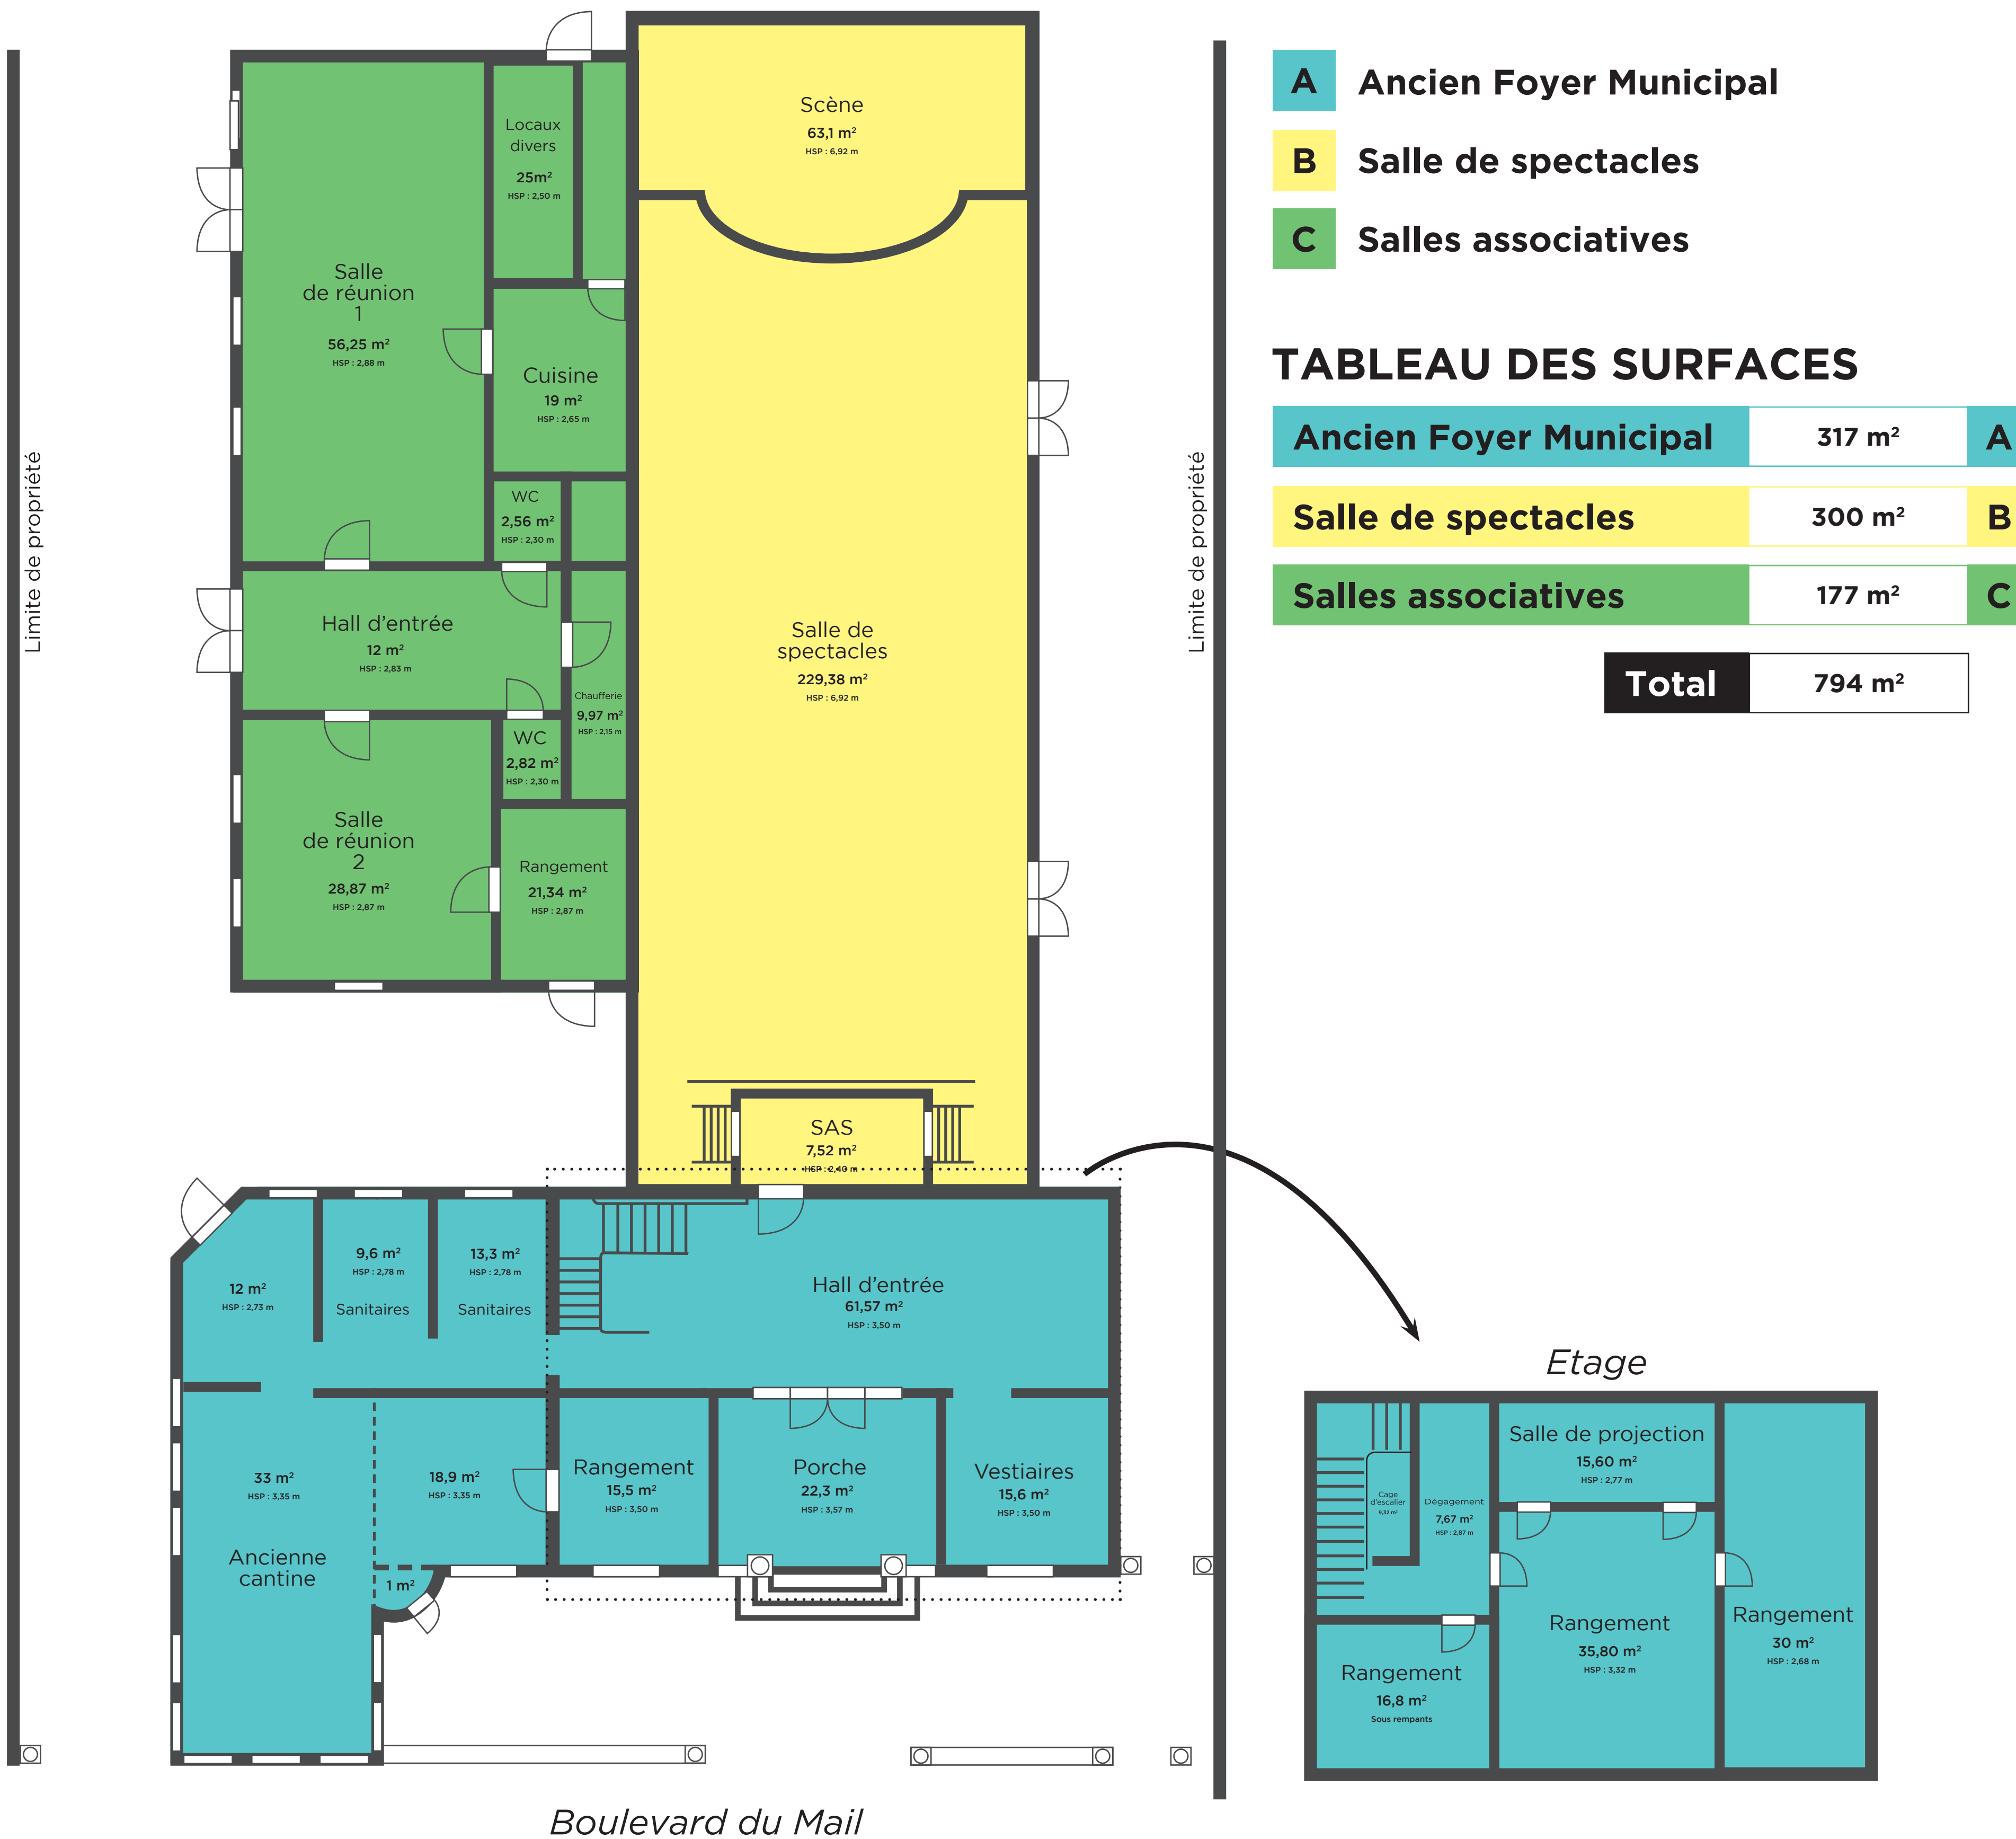 Limite de propriété
Limite de propriété
Scène
63,1 m²
HSP : 6,92 m
Locaux
divers
25m²
HSP : 2,50 m
Salle
de réunion
1
56,25 m²
HSP : 2,88 m
Cuisine
19 m²
HSP : 2,65 m
WC
2,56 m²
HSP : 2,30 m
Hall d’entrée
12 m²
HSP : 2,83 m
Chaufferie
9,97 m²
HSP : 2,15 m
WC
2,82 m²
HSP : 2,30 m
Salle
de réunion
2
28,87 m²
HSP : 2,87 m
Rangement
21,34 m²
HSP : 2,87 m
Salle de
spectacles
229,38 m²
HSP : 6,92 m
SAS
7,52 m²
HSP : 2,40 m
12 m²
HSP : 2,73 m
9,6 m²
HSP : 2,78 m
Sanitaires
13,3 m²
HSP : 2,78 m
Sanitaires
Hall d’entrée
61,57 m²
HSP : 3,50 m
33 m²
HSP : 3,35 m
Ancienne
cantine
18,9 m²
HSP : 3,35 m
1 m²
Rangement
15,5 m²
HSP : 3,50 m
Porche
22,3 m²
HSP : 3,57 m
Vestiaires
15,6 m²
HSP : 3,50 m
Boulevard du Mail
A Ancien Foyer Municipal
B Salle de spectacles
C Salles associatives
TABLEAU DES SURFACES
Ancien Foyer Municipal 317 m² A
Salle de spectacles 300 m² B
Salles associatives 177 m² C
Total 794 m²
Etage
Cage
d’escalier
9,32 m²
Dégagement
7,67 m²
HSP : 2,87 m
Salle de projection
15,60 m²
HSP : 2,77 m
Rangement
35,80 m²
HSP : 3,32 m
Rangement
30 m²
HSP : 2,68 m
Rangement
16,8 m²
Sous rempants